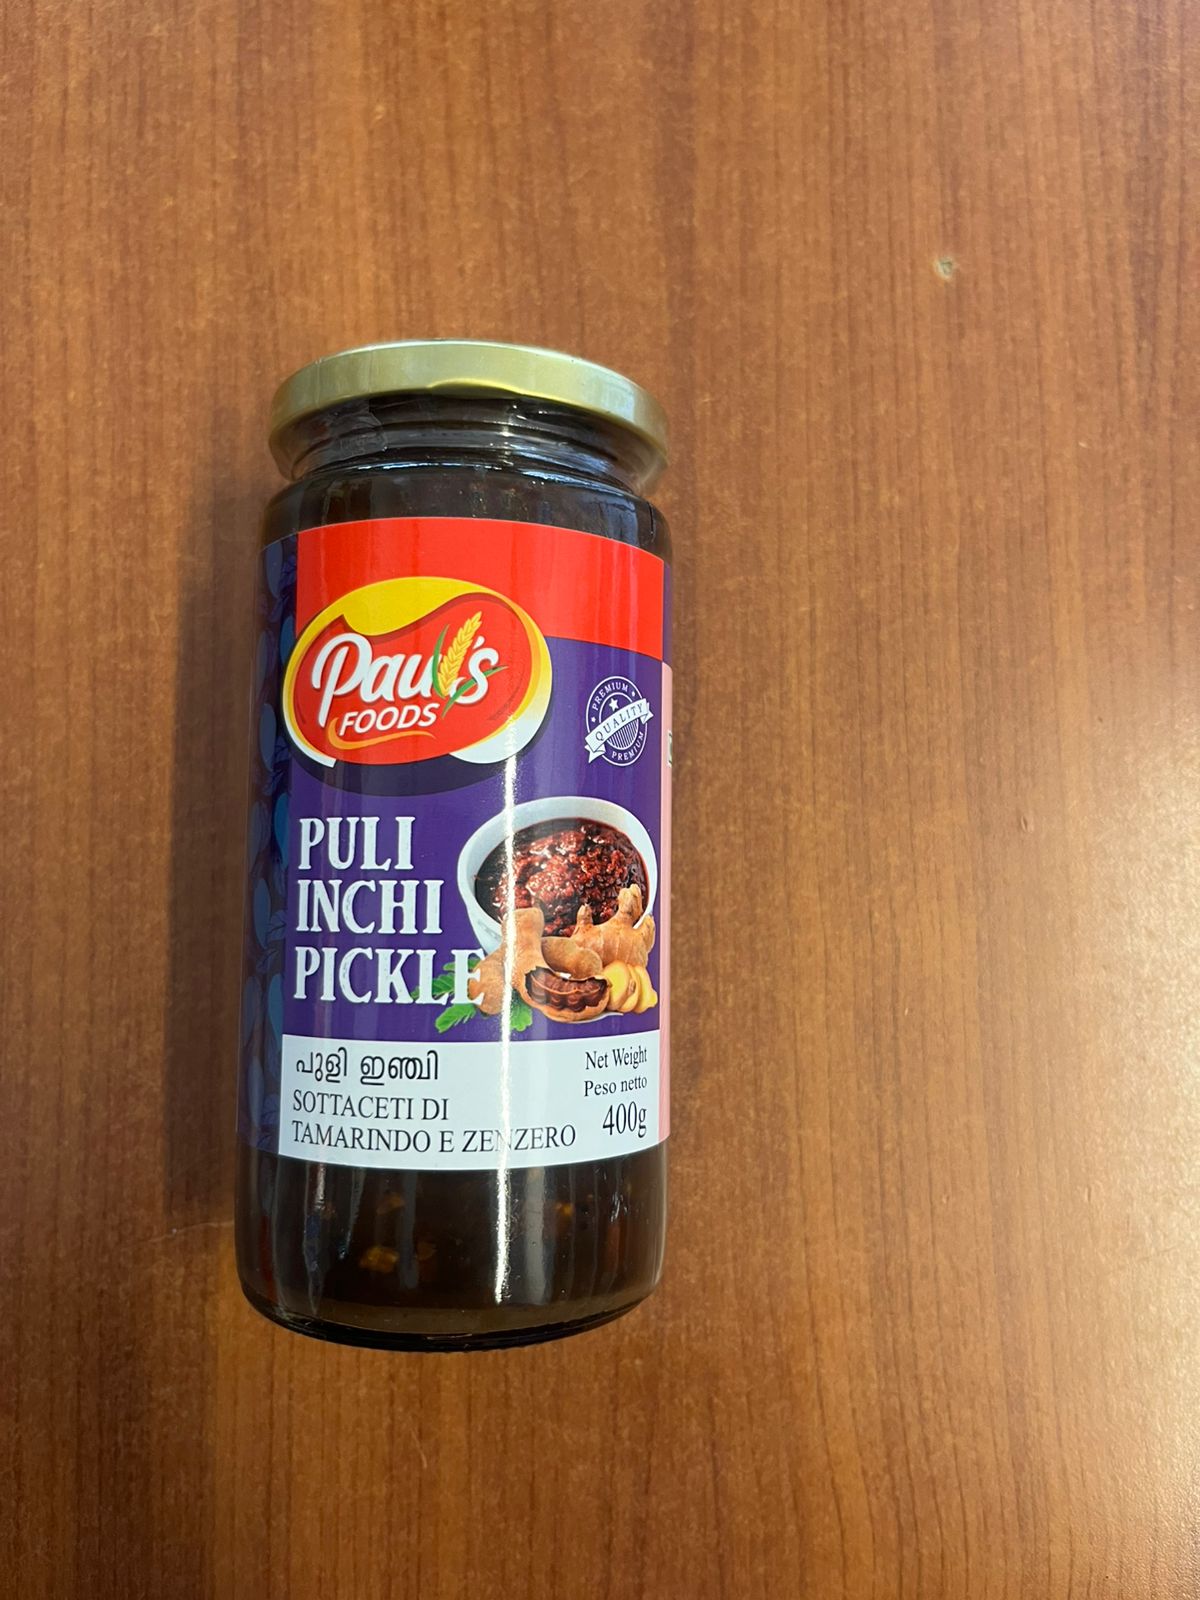 Paul's
FOODS
PREMIUM
QUALITY
PREMIUM
PULI
INCHI
PICKLE
പുളി ഇഞ്ചി
SOTTACETI DI
TAMARINDO E ZENZERO
Net Weight
Peso netto
400g